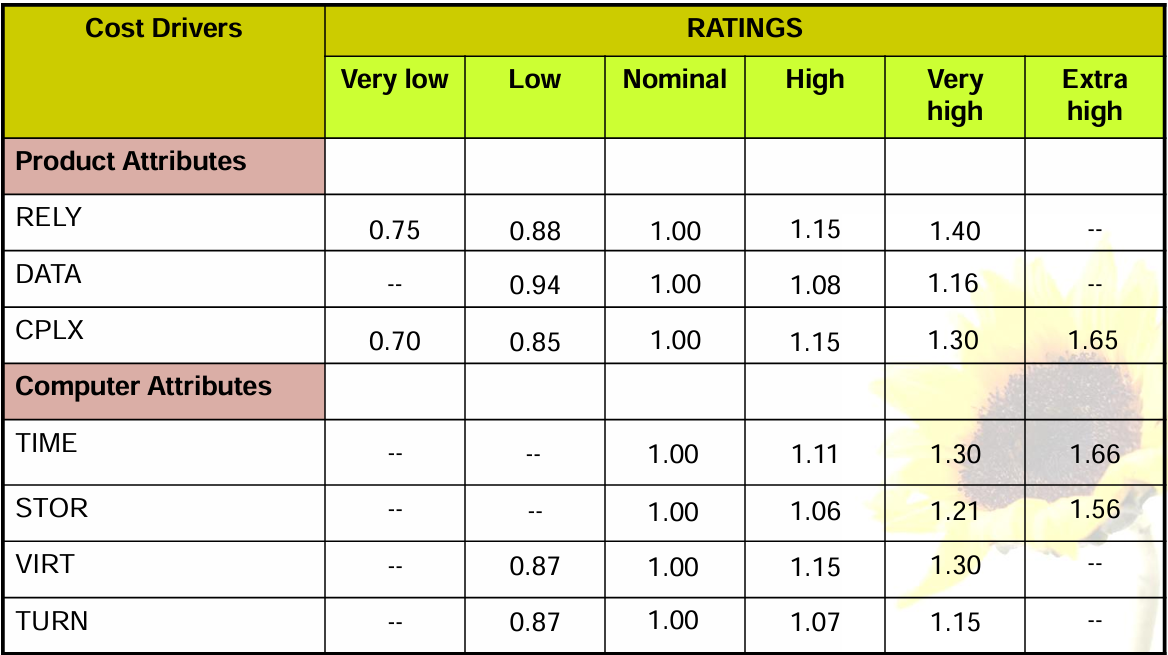 Cost Drivers RATINGS
Very low Low Nominal High Very high Extra high
Product Attributes
RELY 0.75 0.88 1.00 1.15 1.40 --
DATA -- 0.94 1.00 1.08 1.16 --
CPLX 0.70 0.85 1.00 1.15 1.30 1.65
Computer Attributes
TIME -- -- 1.00 1.11 1.30 1.66
STOR -- -- 1.00 1.06 1.21 1.56
VIRT -- 0.87 1.00 1.15 1.30 --
TURN -- 0.87 1.00 1.07 1.15 --